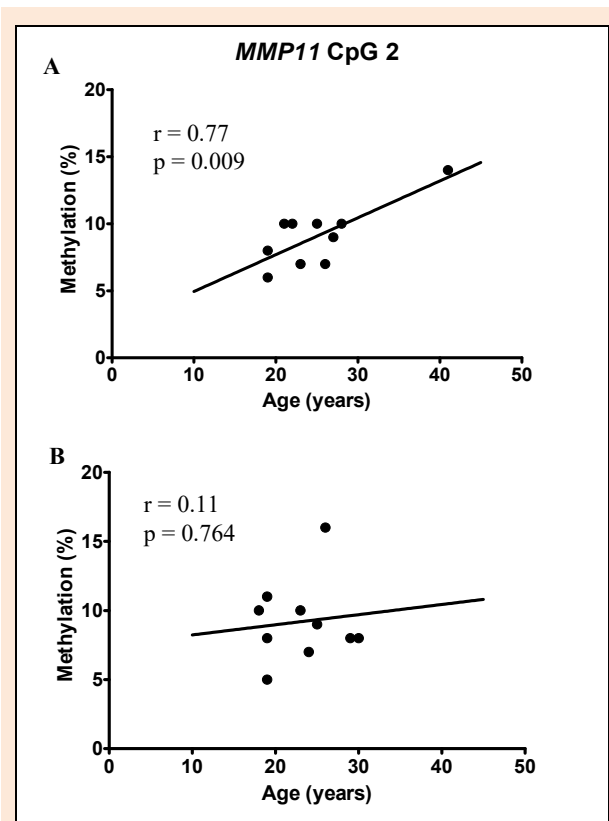 MMP11 CpG 2
A
20
15
10
5
0
Methylation (%)
r = 0.77
p = 0.009
0 10 20 30 40 50
Age (years)
B
20
15
10
5
0
Methylation (%)
r = 0.11
p = 0.764
0 10 20 30 40 50
Age (years)